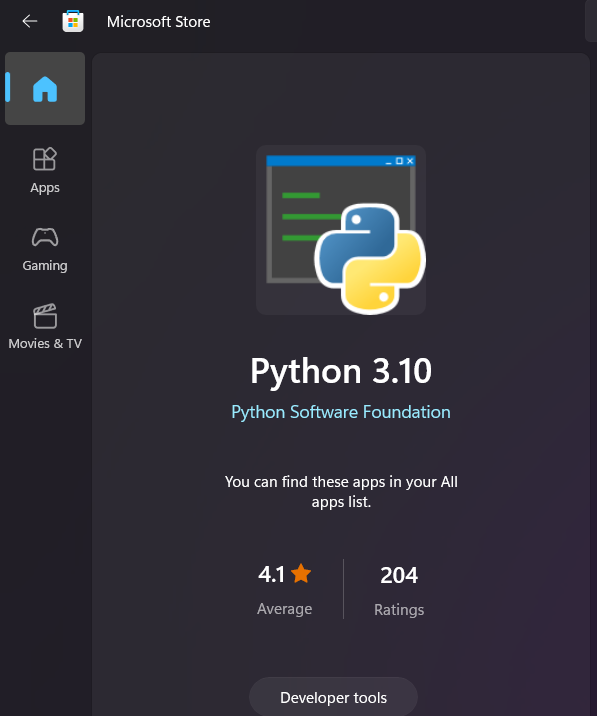 Microsoft Store
Apps
Gaming
Movies & TV
Python 3.10
Python Software Foundation
You can find these apps in your All
apps list.
4.1
204
Average
Ratings
Developer tools